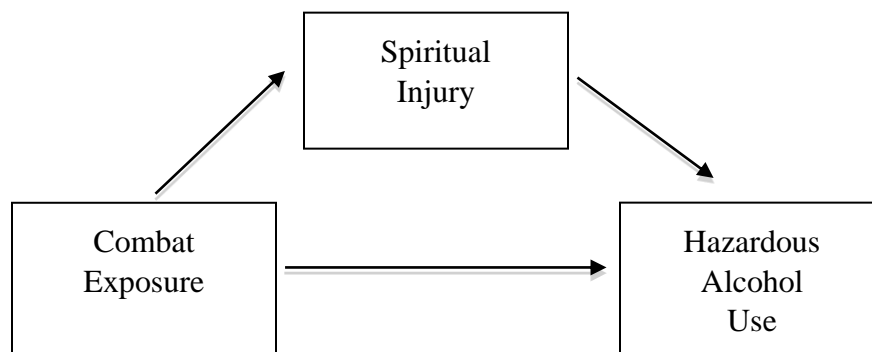 Spiritual
Injury
Combat
Exposure
Hazardous
Alcohol
Use